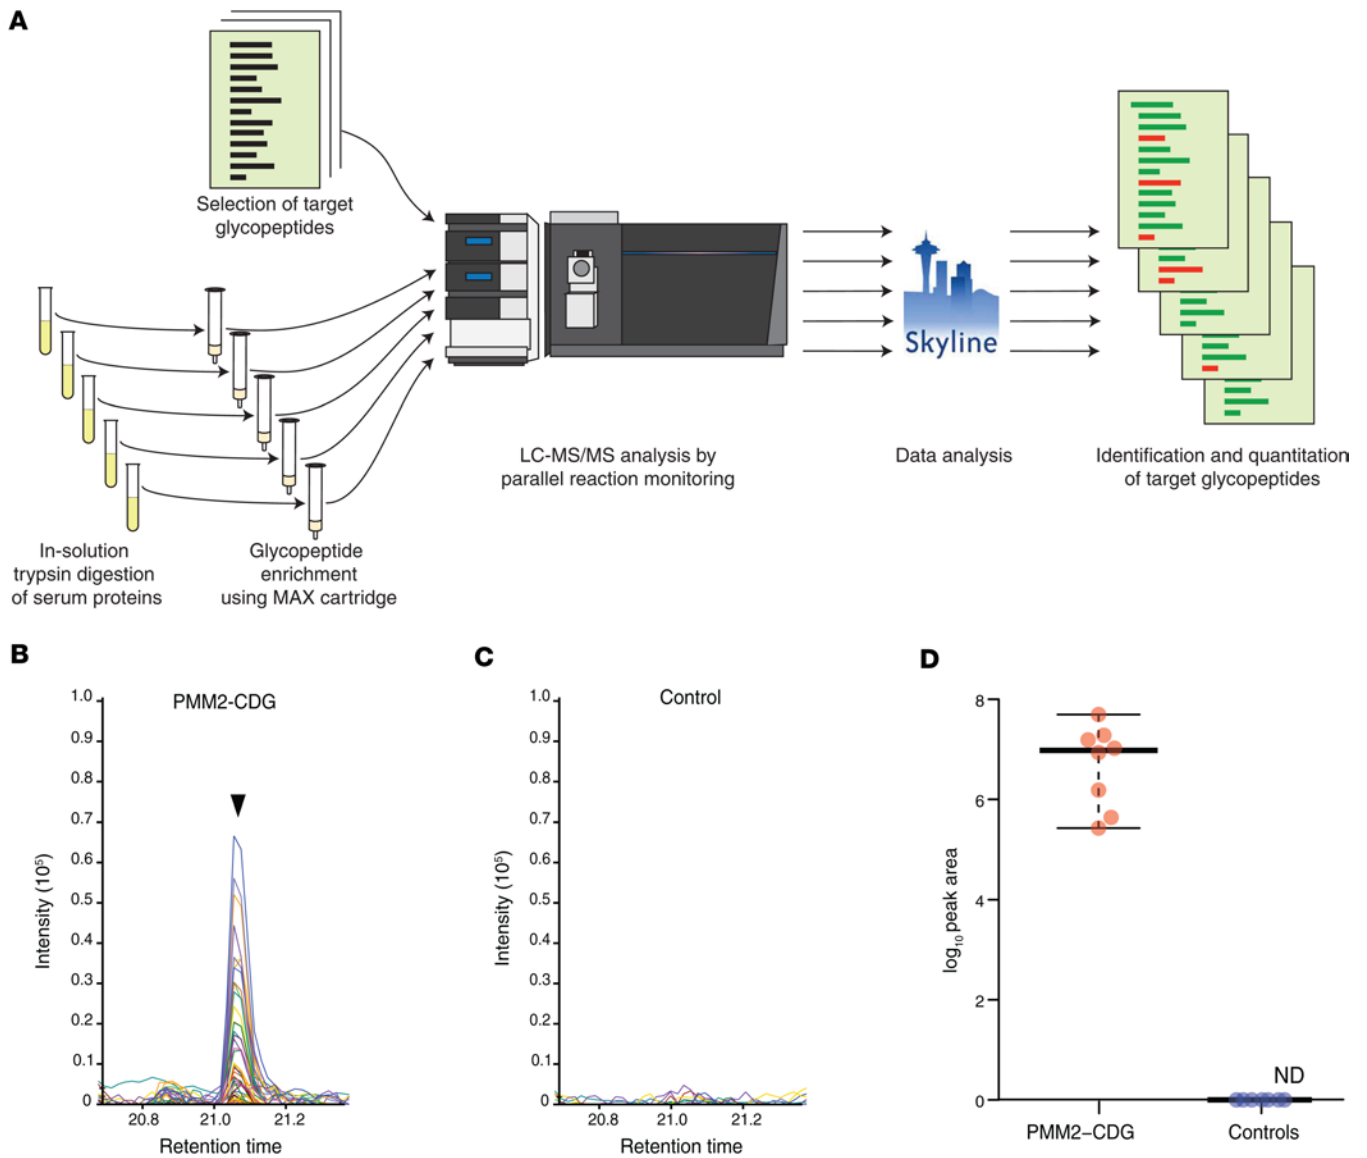 A
Selection of target
glycopeptides
Skyline
LC-MS/MS analysis by
parallel reaction monitoring
Data analysis
Identification and quantitation
of target glycopeptides
In-solution
trypsin digestion
of serum proteins
Glycopeptide
enrichment
using MAX cartridge
B
PMM2-CDG
1.0
0.9
0.8
0.7
0.6
0.5
0.4
0.3
0.2
0.1
0
Intensity (10⁵)
20.8
21.0
21.2
Retention time
C
Control
1.0
0.9
0.8
0.7
0.6
0.5
0.4
0.3
0.2
0.1
0
Intensity (10⁵)
20.8
21.0
21.2
Retention time
D
8
6
4
2
0
log₁₀ peak area
ND
PMM2–CDG
Controls